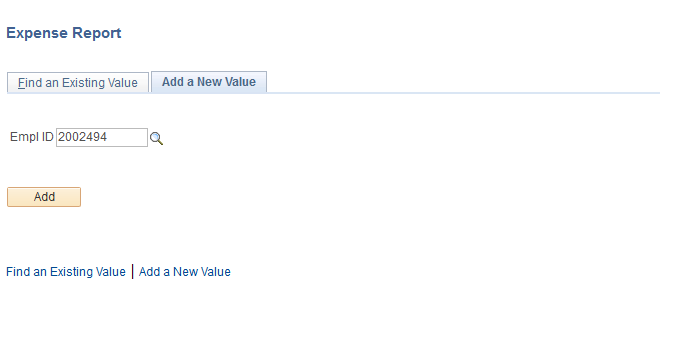 Expense Report
Find an Existing Value
Add a New Value
Empl ID 2002494
Add
Find an Existing Value | Add a New Value